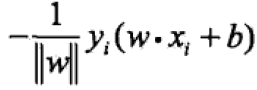 $-\frac{1}{\|w\|} y_i (w \cdot x_i + b)$